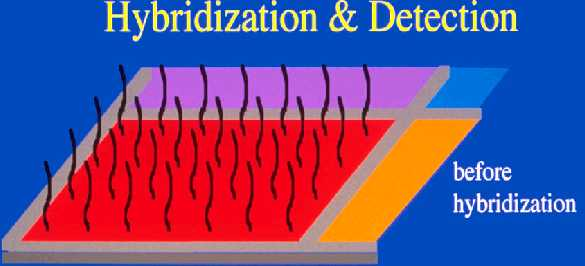 Hybridization & Detection
before
hybridization